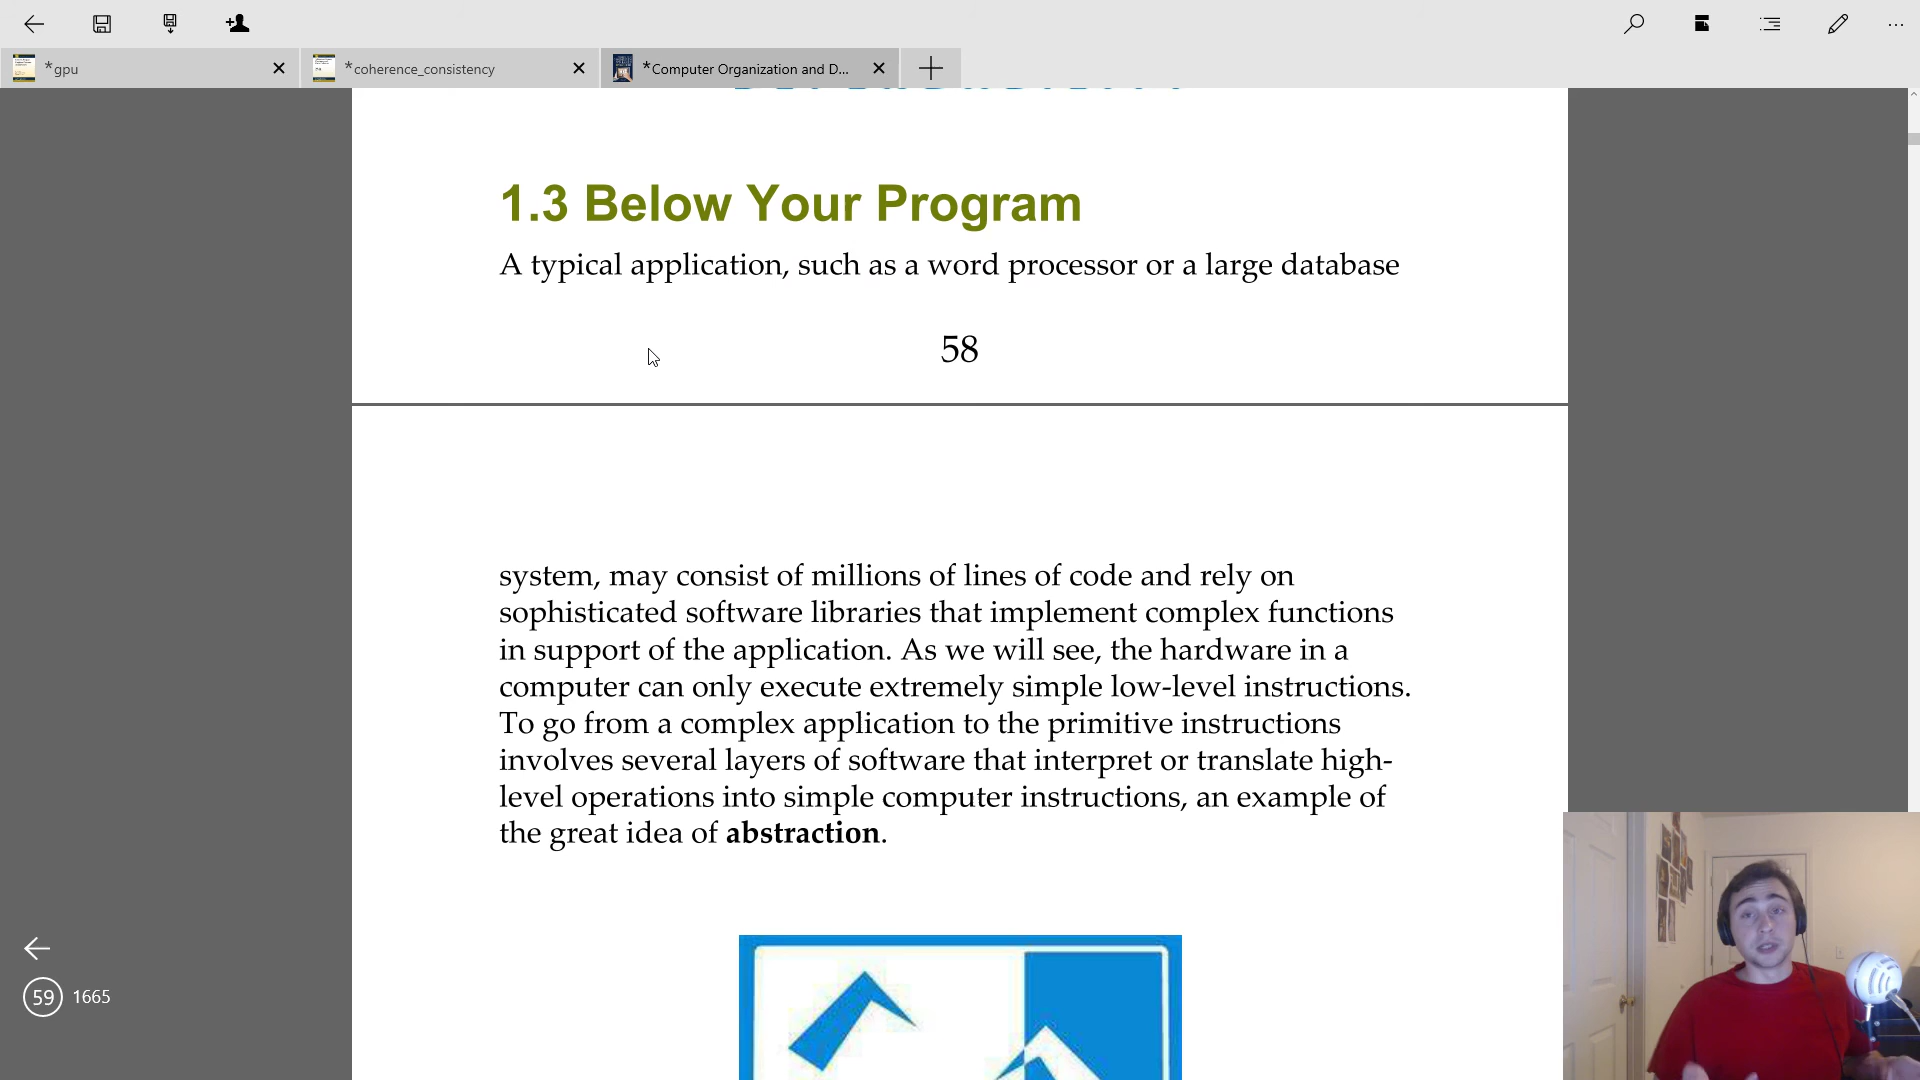 *gpu
*coherence_consistency
*Computer Organization and D...
1.3 Below Your Program
A typical application, such as a word processor or a large database
58
system, may consist of millions of lines of code and rely on
sophisticated software libraries that implement complex functions
in support of the application. As we will see, the hardware in a
computer can only execute extremely simple low-level instructions.
To go from a complex application to the primitive instructions
involves several layers of software that interpret or translate high-
level operations into simple computer instructions, an example of
the great idea of abstraction.
59 1665